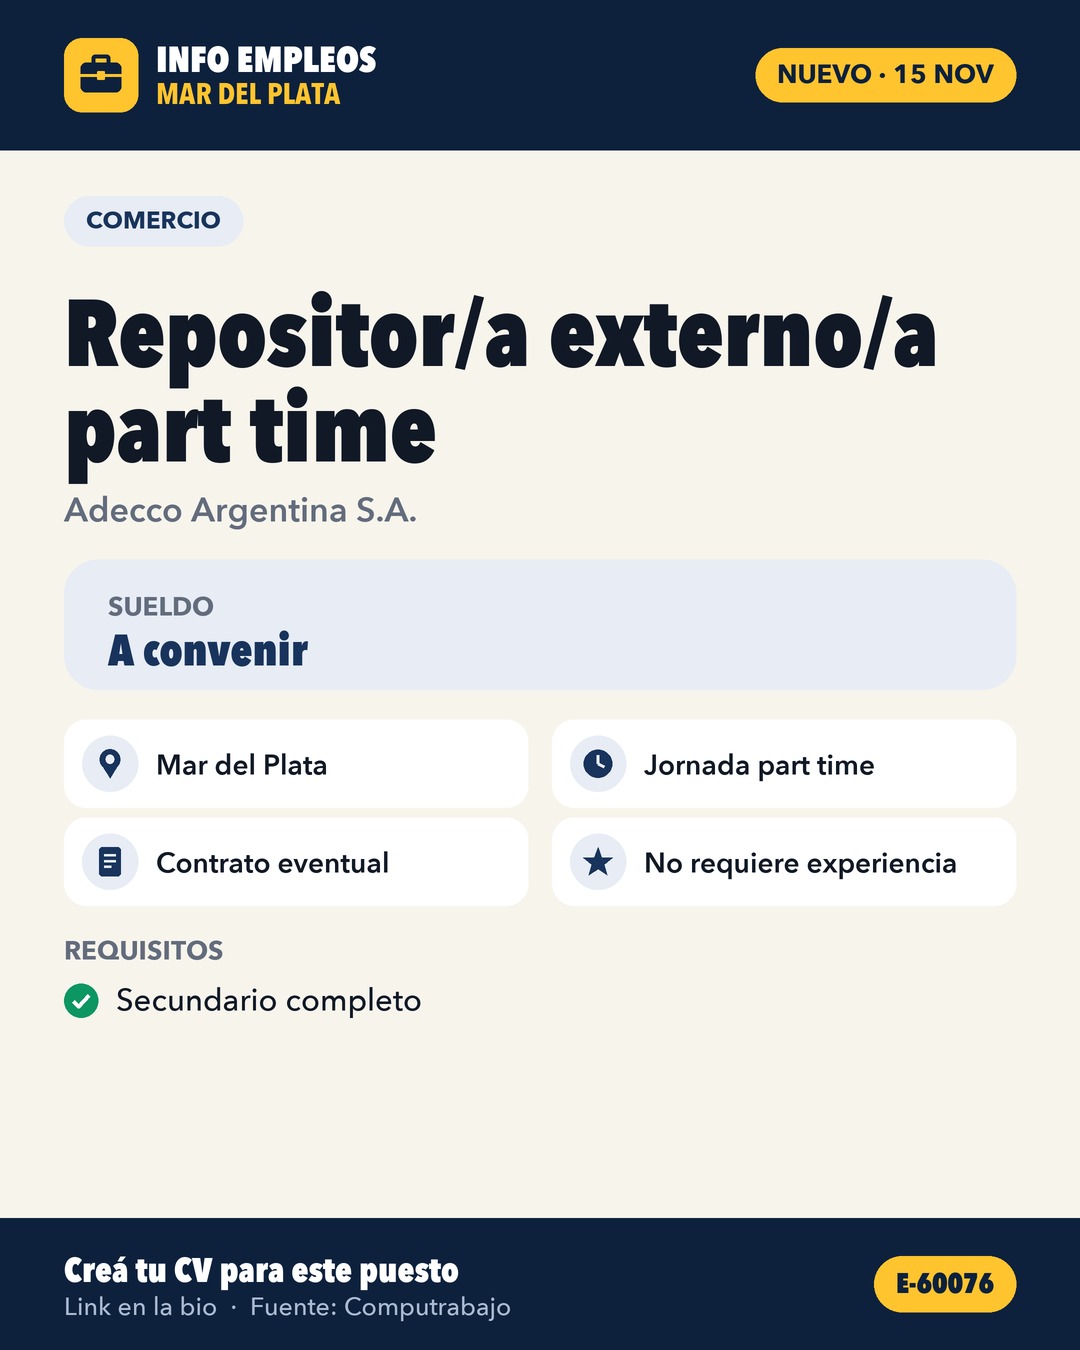 INFO EMPLEOS
MAR DEL PLATA
NUEVO · 15 NOV
COMERCIO
Repositor/a externo/a
part time
Adecco Argentina S.A.
SUELDO
A convenir
Mar del Plata
Jornada part time
Contrato eventual
No requiere experiencia
REQUISITOS
Secundario completo
Creá tu CV para este puesto
Link en la bio · Fuente: Computrabajo
E-60076